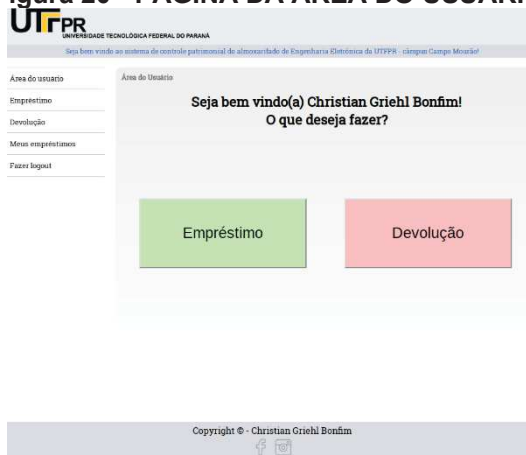 igura 20 - PÁGINA DA ÁREA DO USUÁRI
UTFPR
UNIVERSIDADE TECNOLÓGICA FEDERAL DO PARANÁ
Seja bem vindo ao sistema de controle patrimonial do almoxarifado de Engenharia Eletrônica da UTFPR - câmpus Campo Mourão!
Área do usuário
Empréstimo
Devolução
Meus empréstimos
Fazer logout
Área do Usuário
Seja bem vindo(a) Christian Griehl Bonfim!
O que deseja fazer?
Empréstimo
Devolução
Copyright © - Christian Griehl Bonfim